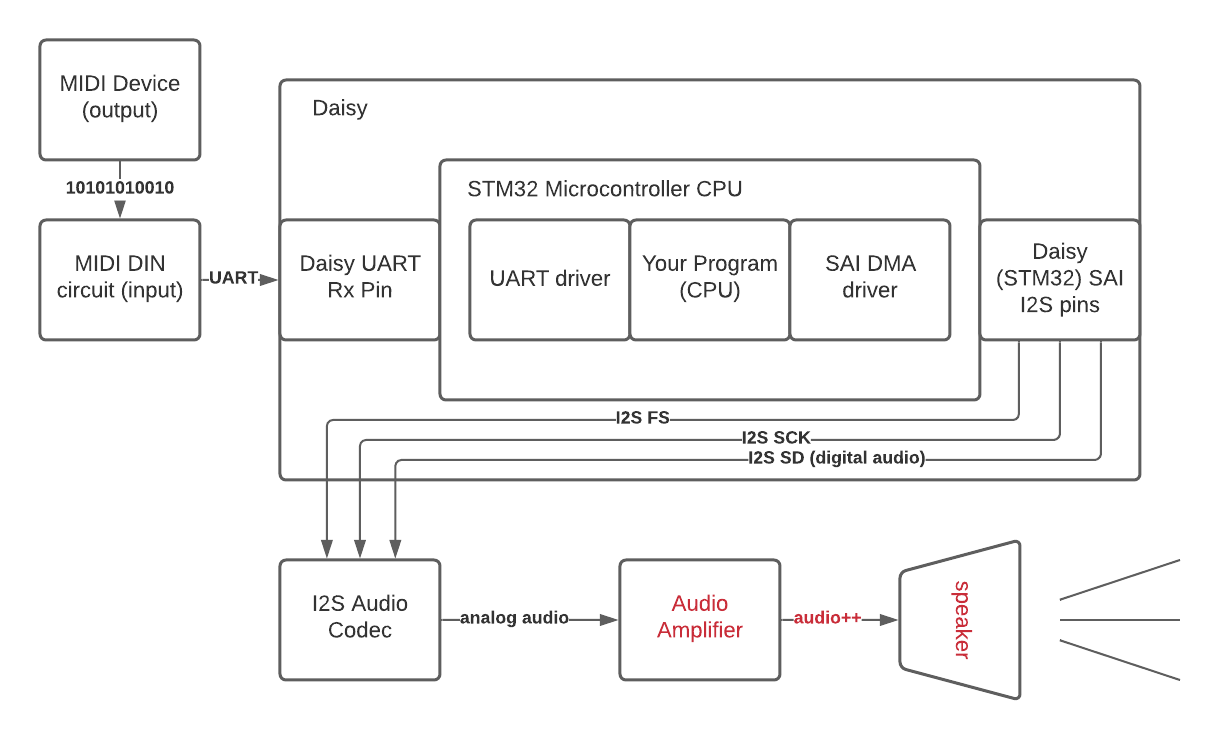 MIDI Device
(output)
10101010010
MIDI DIN
circuit (input)
UART
Daisy
STM32 Microcontroller CPU
Daisy UART
Rx Pin
UART driver
Your Program
(CPU)
SAI DMA
driver
Daisy
(STM32) SAI
I2S pins
I2S FS
I2S SCK
I2S SD (digital audio)
I2S Audio
Codec
analog audio
Audio
Amplifier
audio++
speaker